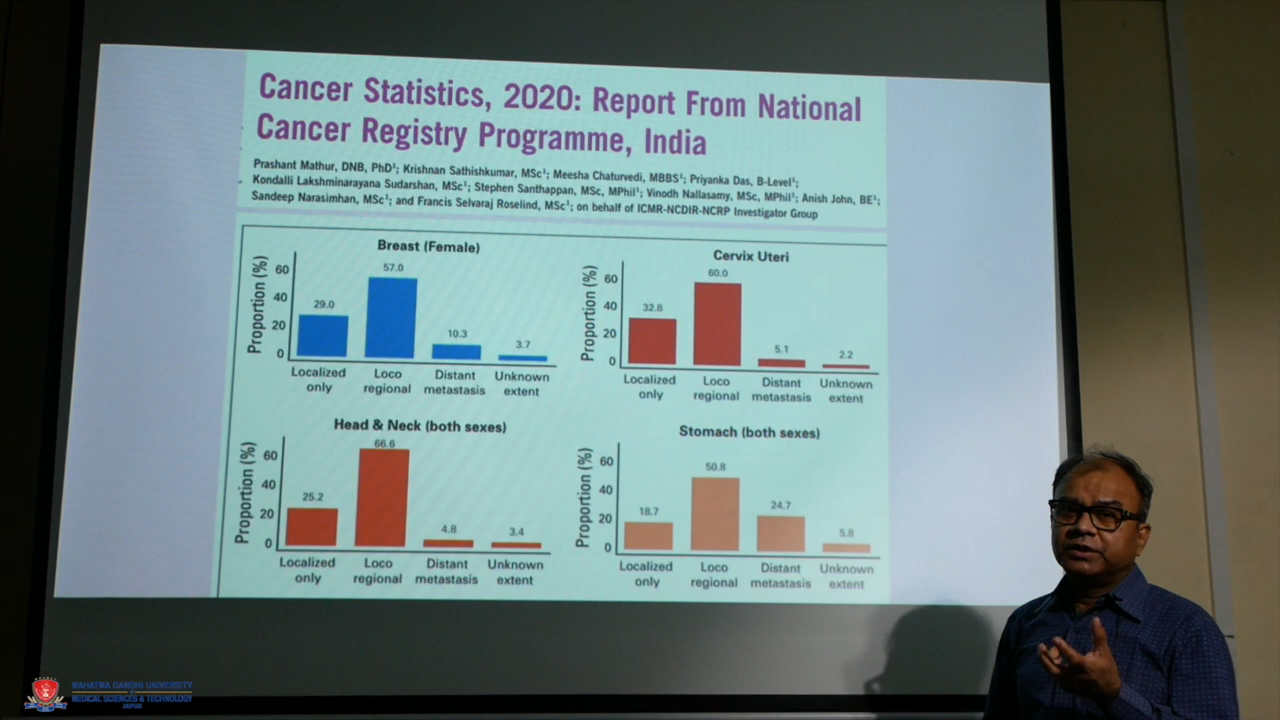 Cancer Statistics, 2020: Report From National
Cancer Registry Programme, India
Prashant Mathur, DNB, PhD¹; Krishnan Sathishkumar, MSc¹; Meesha Chaturvedi, MBBS¹; Priyanka Das, B-Level¹;
Kondalli Lakshminarayana Sudarshan, MSc¹; Stephen Santhappan, MSc, MPhil¹; Vinodh Nallasamy, MSc, MPhil¹; Anish John, BE¹;
Sandeep Narasimhan, MSc¹; and Francis Selvaraj Roselind, MSc¹; on behalf of ICMR-NCDIR-NCRP Investigator Group
Breast (Female)
Proportion (%)
60
40
20
0
29.0
57.0
10.3
3.7
Localized only
Loco regional
Distant metastasis
Unknown extent
Cervix Uteri
Proportion (%)
60
40
20
0
32.8
60.0
5.1
2.2
Localized only
Loco regional
Distant metastasis
Unknown extent
Head & Neck (both sexes)
Proportion (%)
60
40
20
0
25.2
66.6
4.8
3.4
Localized only
Loco regional
Distant metastasis
Unknown extent
Stomach (both sexes)
Proportion (%)
60
40
20
0
18.7
50.8
24.7
5.8
Localized only
Loco regional
Distant metastasis
Unknown extent
MAHATMA GANDHI UNIVERSITY
MEDICAL SCIENCES & TECHNOLOGY
JAIPUR